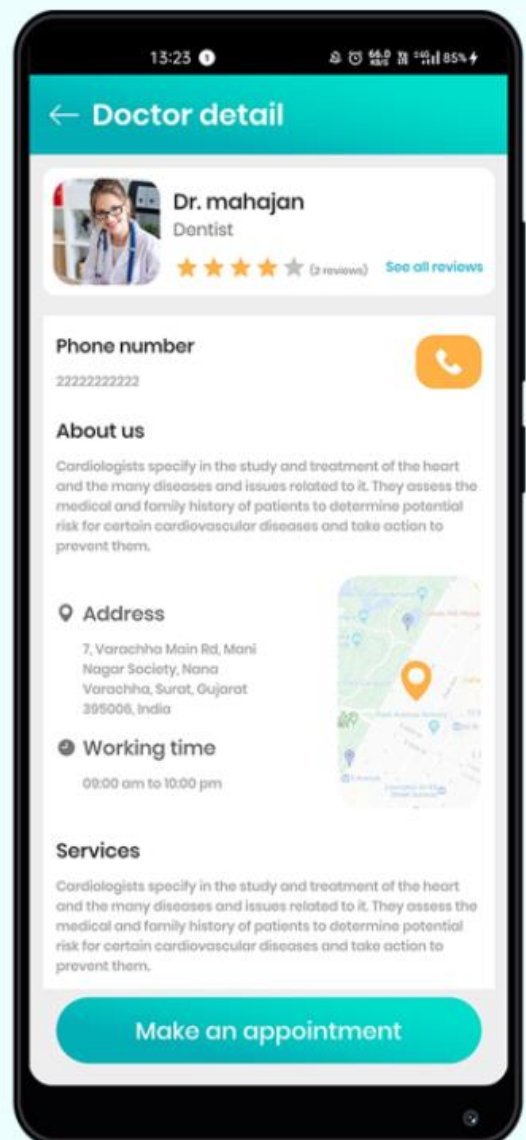 13:23 1 66.0 KB/S 85%
Doctor detail
Dr. mahajan
Dentist
(2 reviews) See all reviews
Phone number
22222222222
About us
Cardiologists specify in the study and treatment of the heart
and the many diseases and issues related to it. They assess the
medical and family history of patients to determine potential
risk for certain cardiovascular diseases and take action to
prevent them.
Address
7, Varachha Main Rd, Mani
Nagar Society, Nana
Varachha, Surat, Gujarat
395006, India
Working time
09:00 am to 10:00 pm
Services
Cardiologists specify in the study and treatment of the heart
and the many diseases and issues related to it. They assess the
medical and family history of patients to determine potential
risk for certain cardiovascular diseases and take action to
prevent them.
Make an appointment